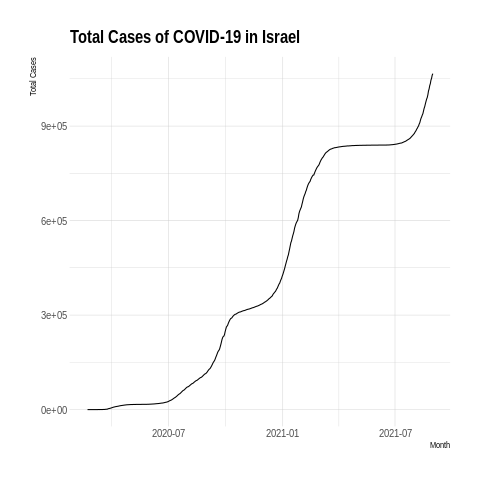 Total Cases of COVID-19 in Israel
Total Cases
9e+05
6e+05
3e+05
0e+00
2020-07 2021-01 2021-07
Month